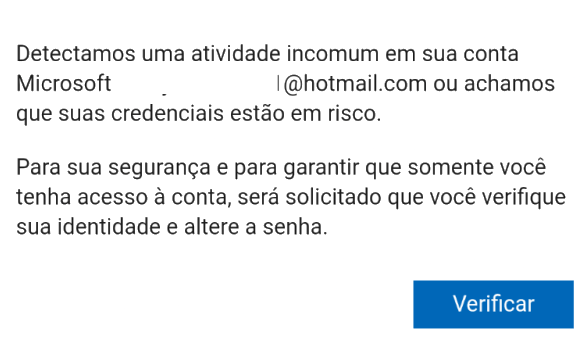 Detectamos uma atividade incomum em sua conta
Microsoft @hotmail.com ou achamos
que suas credenciais estão em risco.
Para sua segurança e para garantir que somente você
tenha acesso à conta, será solicitado que você verifique
sua identidade e altere a senha.
Verificar